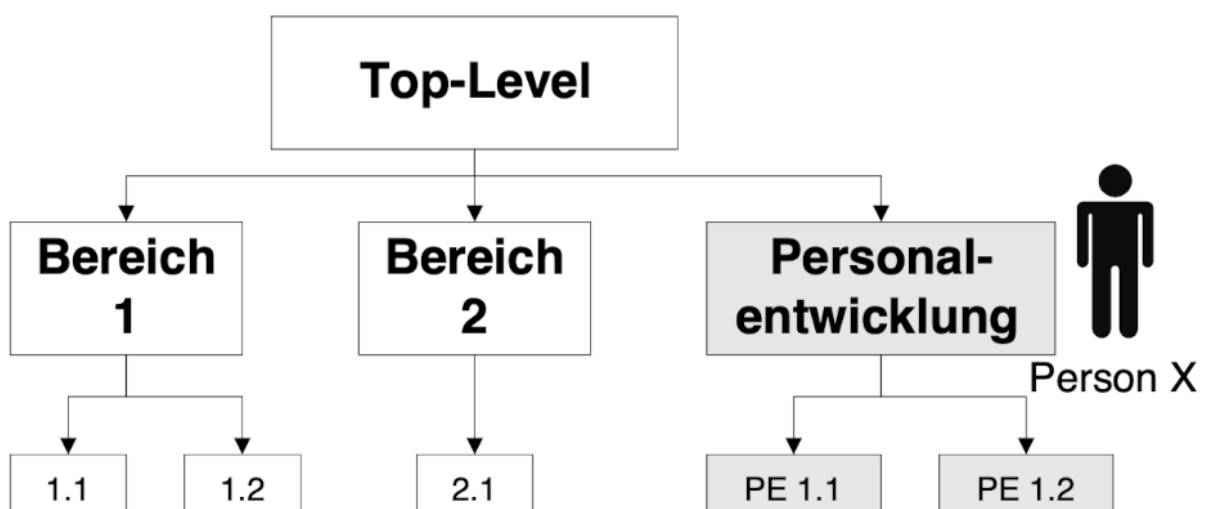 Top-Level
Bereich
1
Bereich
2
Personal-
entwicklung
Person X
1.1
1.2
2.1
PE 1.1
PE 1.2